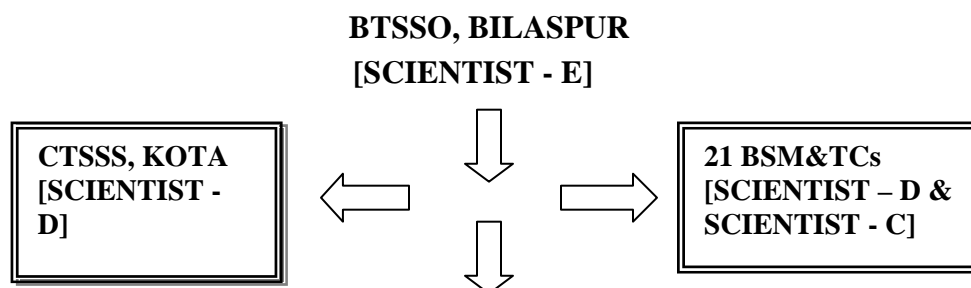 BTSSO, BILASPUR
[SCIENTIST - E]
CTSSS, KOTA
[SCIENTIST -
D]
21 BSM&TCs
[SCIENTIST – D &
SCIENTIST - C]